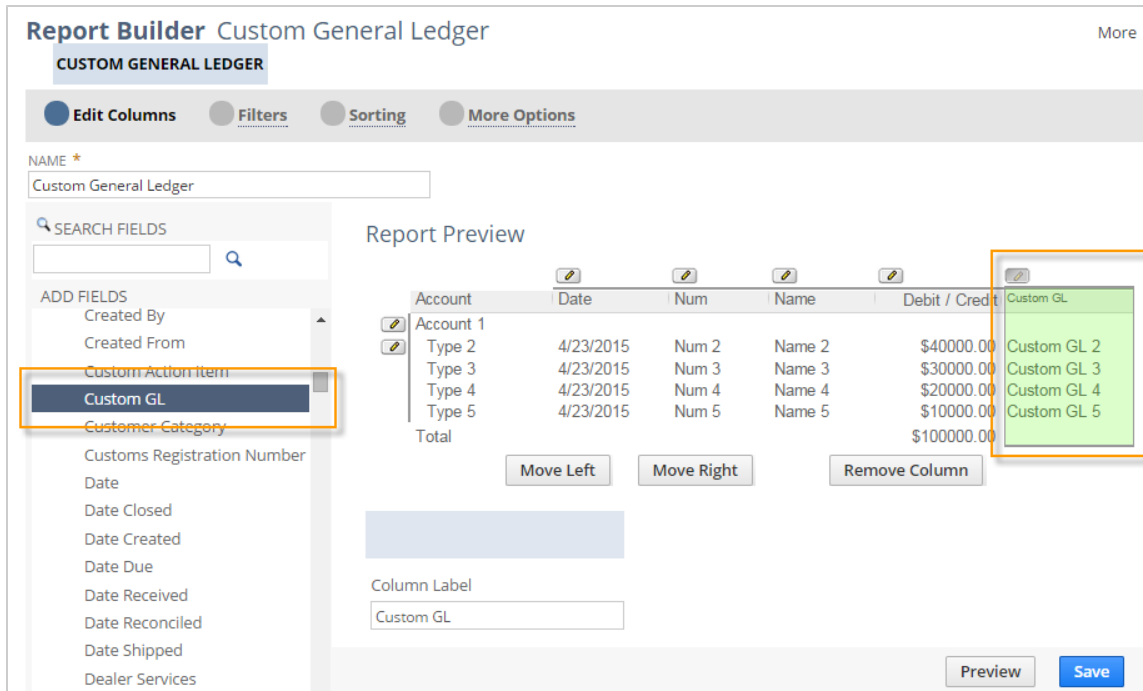 Report Builder Custom General Ledger
More
CUSTOM GENERAL LEDGER
Edit Columns Filters Sorting More Options
NAME *
Custom General Ledger
SEARCH FIELDS
ADD FIELDS
Created By
Created From
Custom Action Item
Custom GL
Customer Category
Customs Registration Number
Date
Date Closed
Date Created
Date Due
Date Received
Date Reconciled
Date Shipped
Dealer Services
Report Preview
Account Date Num Name Debit / Credit Custom GL
Account 1
Type 2 4/23/2015 Num 2 Name 2 $40000.00 Custom GL 2
Type 3 4/23/2015 Num 3 Name 3 $30000.00 Custom GL 3
Type 4 4/23/2015 Num 4 Name 4 $20000.00 Custom GL 4
Type 5 4/23/2015 Num 5 Name 5 $10000.00 Custom GL 5
Total $100000.00
Move Left Move Right Remove Column
Column Label
Custom GL
Preview Save